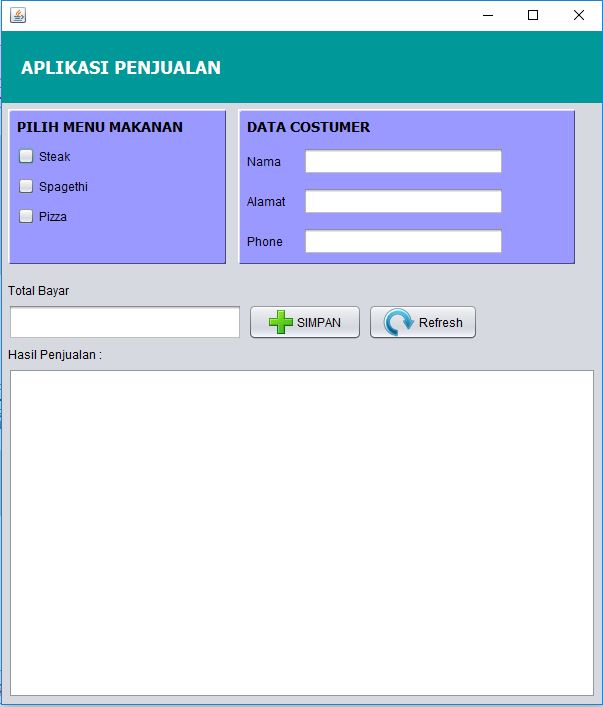 APLIKASI PENJUALAN
PILIH MENU MAKANAN
Steak
Spagethi
Pizza
DATA COSTUMER
Nama
Alamat
Phone
Total Bayar
SIMPAN
Refresh
Hasil Penjualan :